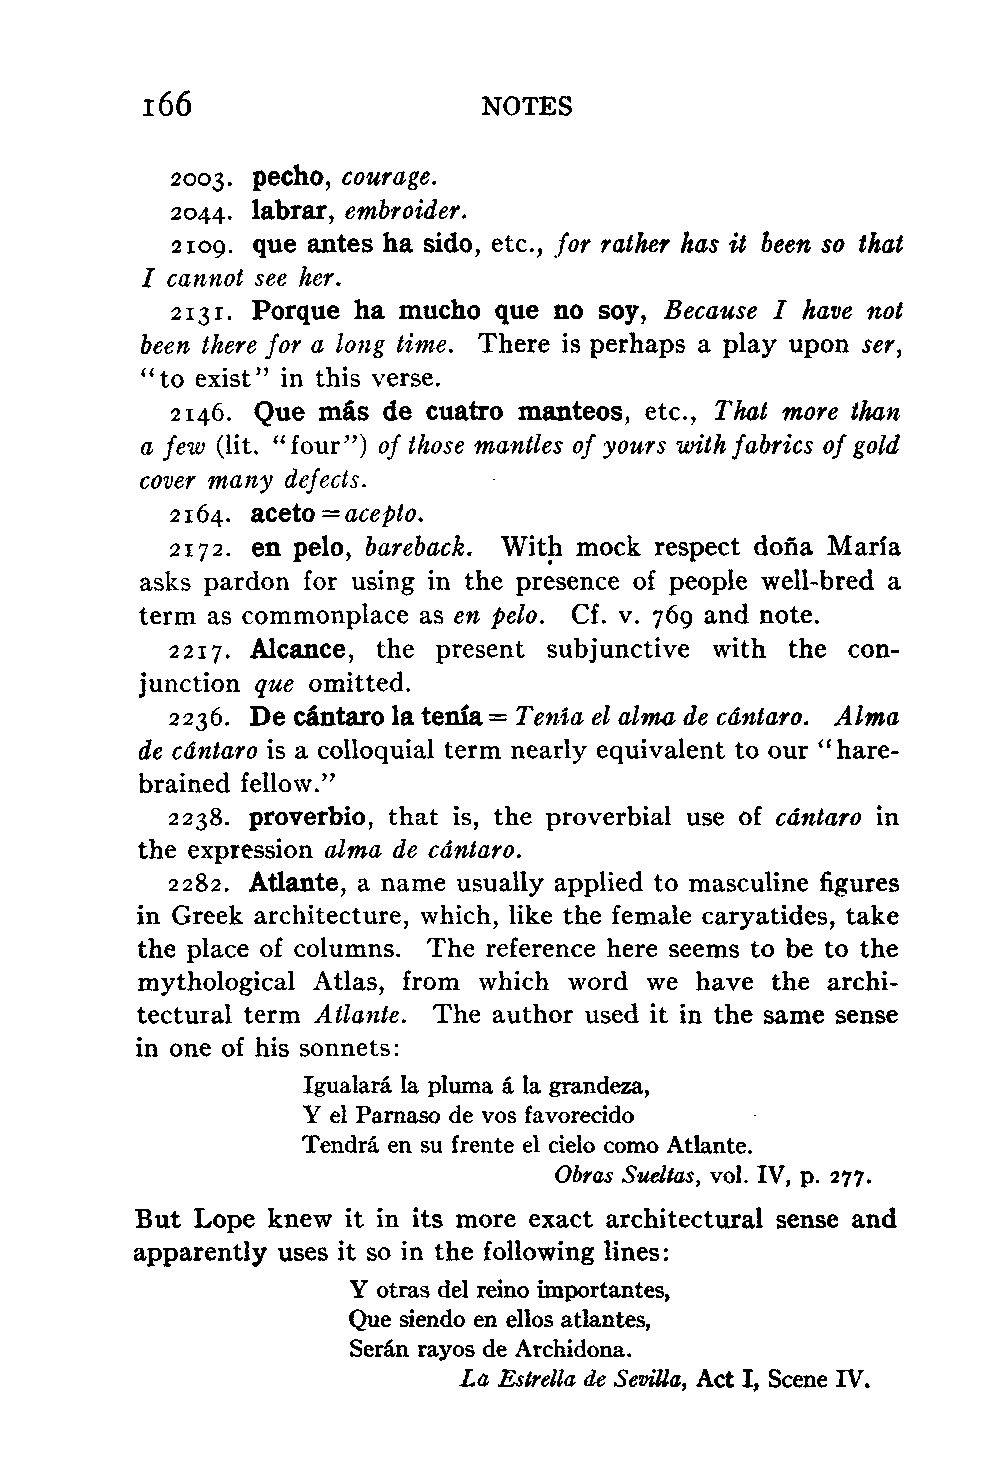 166 NOTES
2003. pecho, courage.
2044. labrar, embroider.
2109. que antes ha sido, etc., for rather has it been so that
I cannot see her.
2131. Porque ha mucho que no soy, Because I have not
been there for a long time. There is perhaps a play upon ser,
"to exist" in this verse.
2146. Que más de cuatro manteos, etc., That more than
a few (lit. "four") of those mantles of yours with fabrics of gold
cover many defects.
2164. aceto = acepto.
2172. en pelo, bareback. With mock respect doña María
asks pardon for using in the presence of people well-bred a
term as commonplace as en pelo. Cf. v. 769 and note.
2217. Alcance, the present subjunctive with the con-
junction que omitted.
2236. De cántaro la tenía = Tenía el alma de cántaro. Alma
de cántaro is a colloquial term nearly equivalent to our "hare-
brained fellow."
2238. proverbio, that is, the proverbial use of cántaro in
the expression alma de cántaro.
2282. Atlante, a name usually applied to masculine figures
in Greek architecture, which, like the female caryatides, take
the place of columns. The reference here seems to be to the
mythological Atlas, from which word we have the archi-
tectural term Atlante. The author used it in the same sense
in one of his sonnets:
Igualará la pluma á la grandeza,
Y el Parnaso de vos favorecido
Tendrá en su frente el cielo como Atlante.
Obras Sueltas, vol. IV, p. 277.
But Lope knew it in its more exact architectural sense and
apparently uses it so in the following lines:
Y otras del reino importantes,
Que siendo en ellos atlantes,
Serán rayos de Archidona.
La Estrella de Sevilla, Act I, Scene IV.